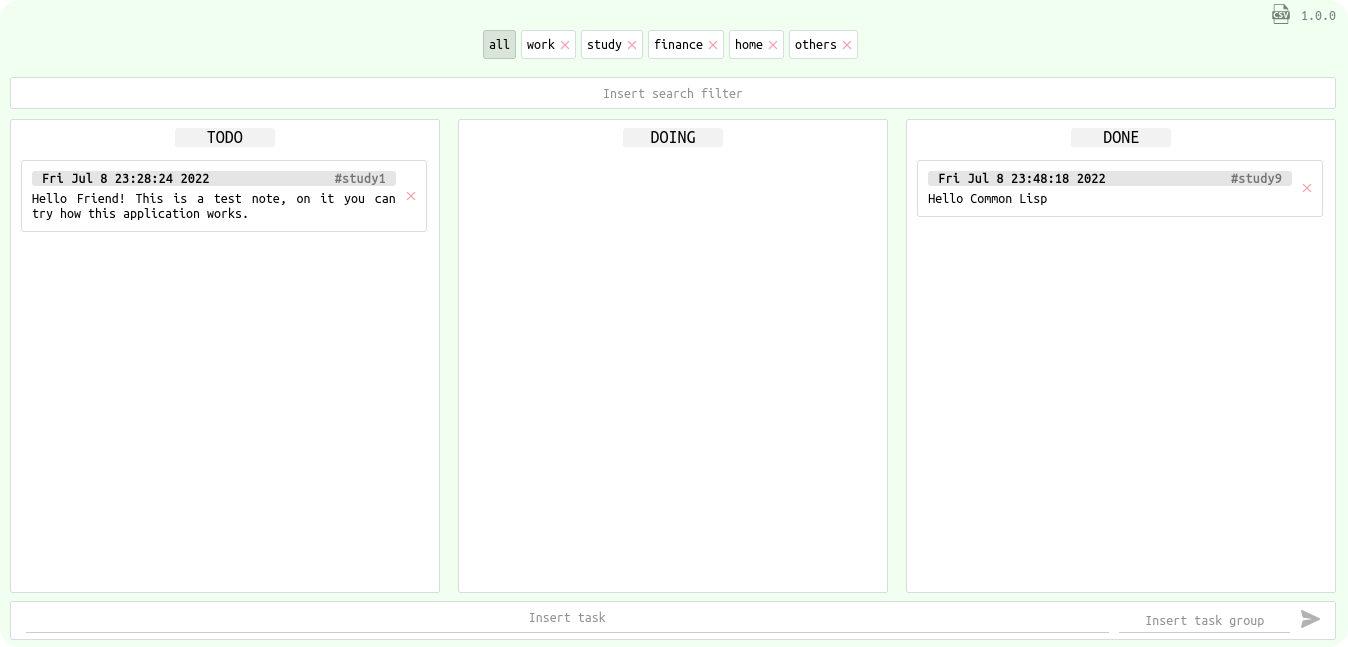 CSV 1.0.0
all work study finance home others
Insert search filter
TODO
Fri Jul 8 23:28:24 2022 #study1
Hello Friend! This is a test note, on it you can
try how this application works.
DOING
DONE
Fri Jul 8 23:48:18 2022 #study9
Hello Common Lisp
Insert task Insert task group